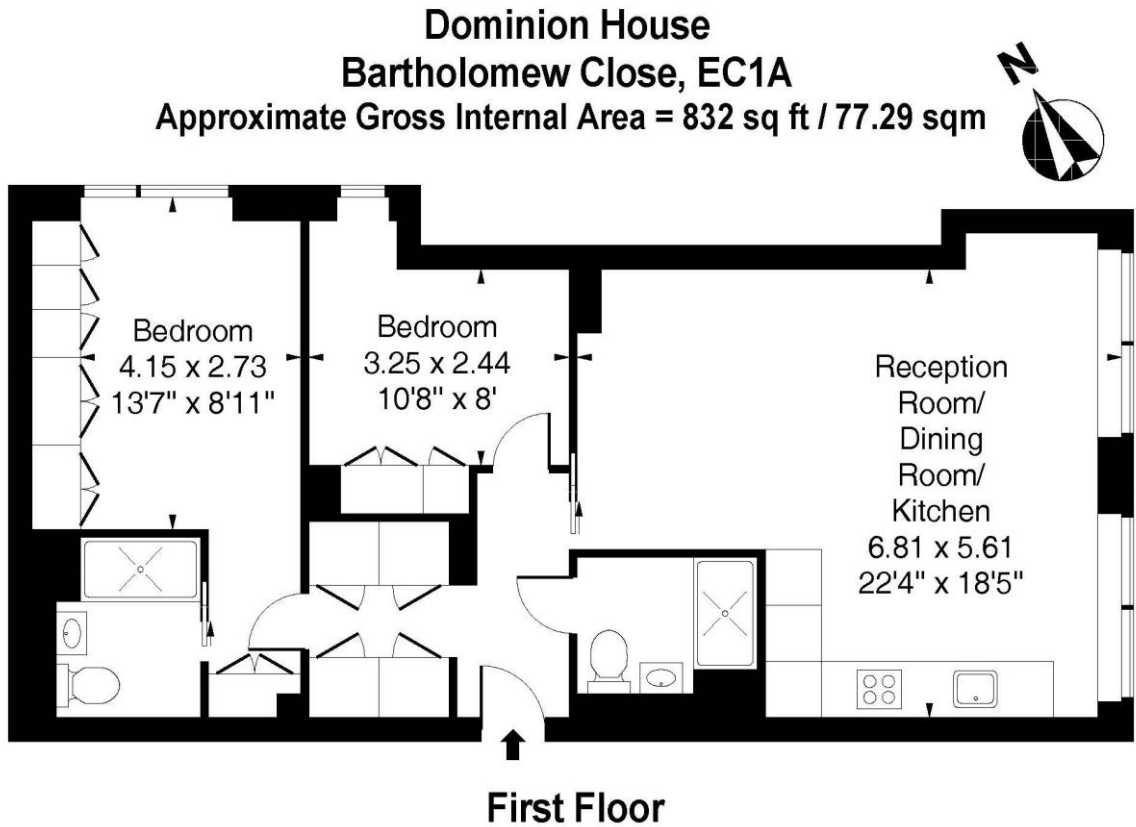 Dominion House
Bartholomew Close, EC1A
Approximate Gross Internal Area = 832 sq ft / 77.29 sqm
N
Bedroom
4.15 x 2.73
13'7" x 8'11"
Bedroom
3.25 x 2.44
10'8" x 8'
Reception
Room/
Dining
Room/
Kitchen
6.81 x 5.61
22'4" x 18'5"
First Floor